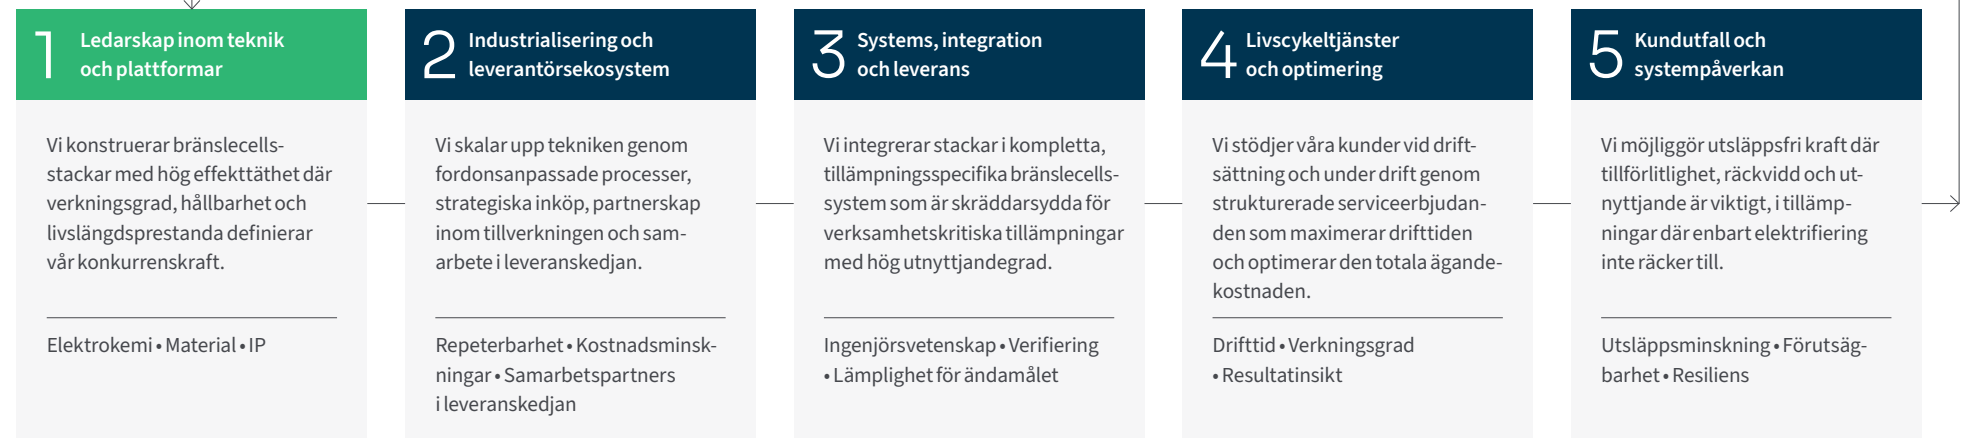 1
Ledarskap inom teknik
och plattformar
Vi konstruerar bränslecells-
stackar med hög effekttäthet där
verkningsgrad, hållbarhet och
livslängdsprestanda definierar
vår konkurrenskraft.
Elektrokemi • Material • IP
2
Industrialisering och
leverantörsekosystem
Vi skalar upp tekniken genom
fordonsanpassade processer,
strategiska inköp, partnerskap
inom tillverkningen och sam-
arbete i leveranskedjan.
Repeterbarhet • Kostnadsminsk-
ningar • Samarbetspartners
i leveranskedjan
3
Systems, integration
och leverans
Vi integrerar stackar i kompletta,
tillämpningsspecifika bränslecells-
system som är skräddarsydda för
verksamhetskritiska tillämpningar
med hög utnyttjandegrad.
Ingenjörsvetenskap • Verifiering
• Lämplighet för ändamålet
4
Livscykeltjänster
och optimering
Vi stödjer våra kunder vid drift-
sättning och under drift genom
strukturerade serviceerbjudan-
den som maximerar drifttiden
och optimerar den totala ägande-
kostnaden.
Drifttid • Verkningsgrad
• Resultatinsikt
5
Kundutfall och
systempåverkan
Vi möjliggör utsläppsfri kraft där
tillförlitlighet, räckvidd och ut-
nyttjande är viktigt, i tillämp-
ningar där enbart elektrifiering
inte räcker till.
Utsläppsminskning • Förutsäg-
barhet • Resiliens